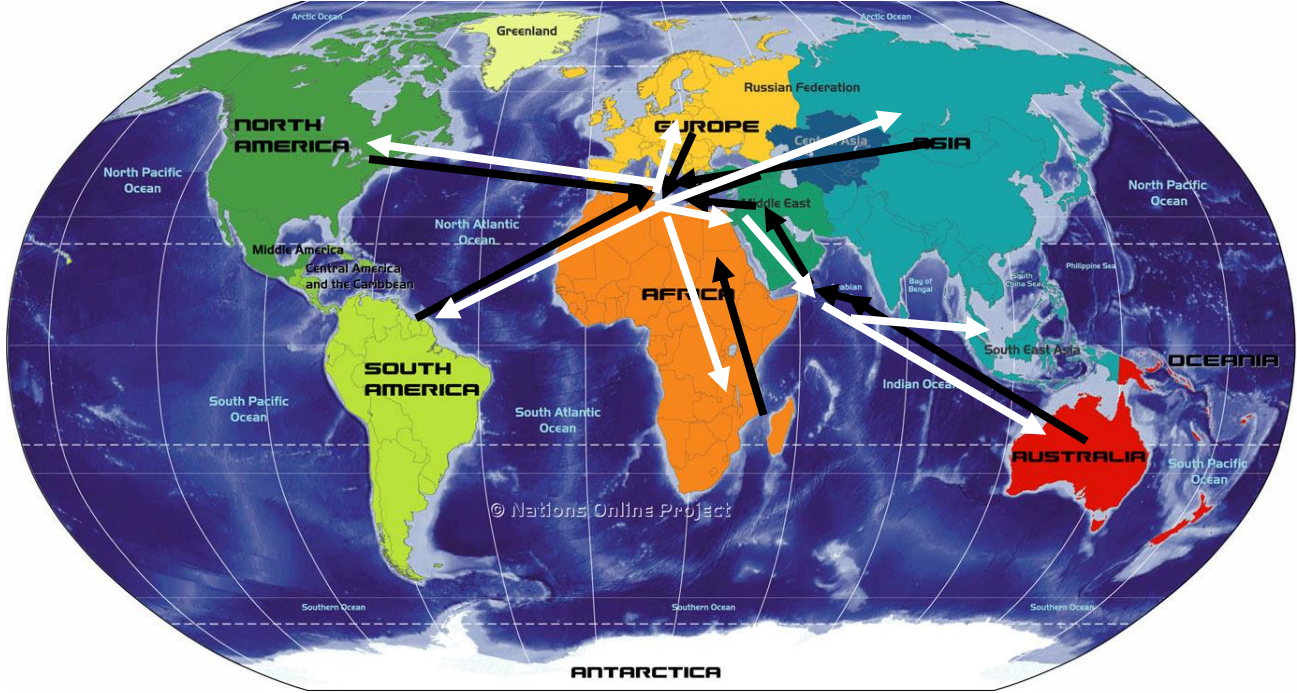 Arctic Ocean
Arctic Ocean
Greenland
Russian Federation
NORTH
AMERICA
EUROPE
Central Asia
ASIA
North Pacific
Ocean
North Pacific
Ocean
Middle East
North Atlantic
Ocean
Middle America
Central America
and the Caribbean
Philippine Sea
South
China Sea
Bay of
Bengal
Arabian
AFRICA
South East Asia
OCEANIA
SOUTH
AMERICA
Indian Ocean
South Pacific
Ocean
South Atlantic
Ocean
AUSTRALIA
South Pacific
Ocean
© Nations Online Project
Southern Ocean
Southern Ocean
Southern Ocean
ANTARCTICA